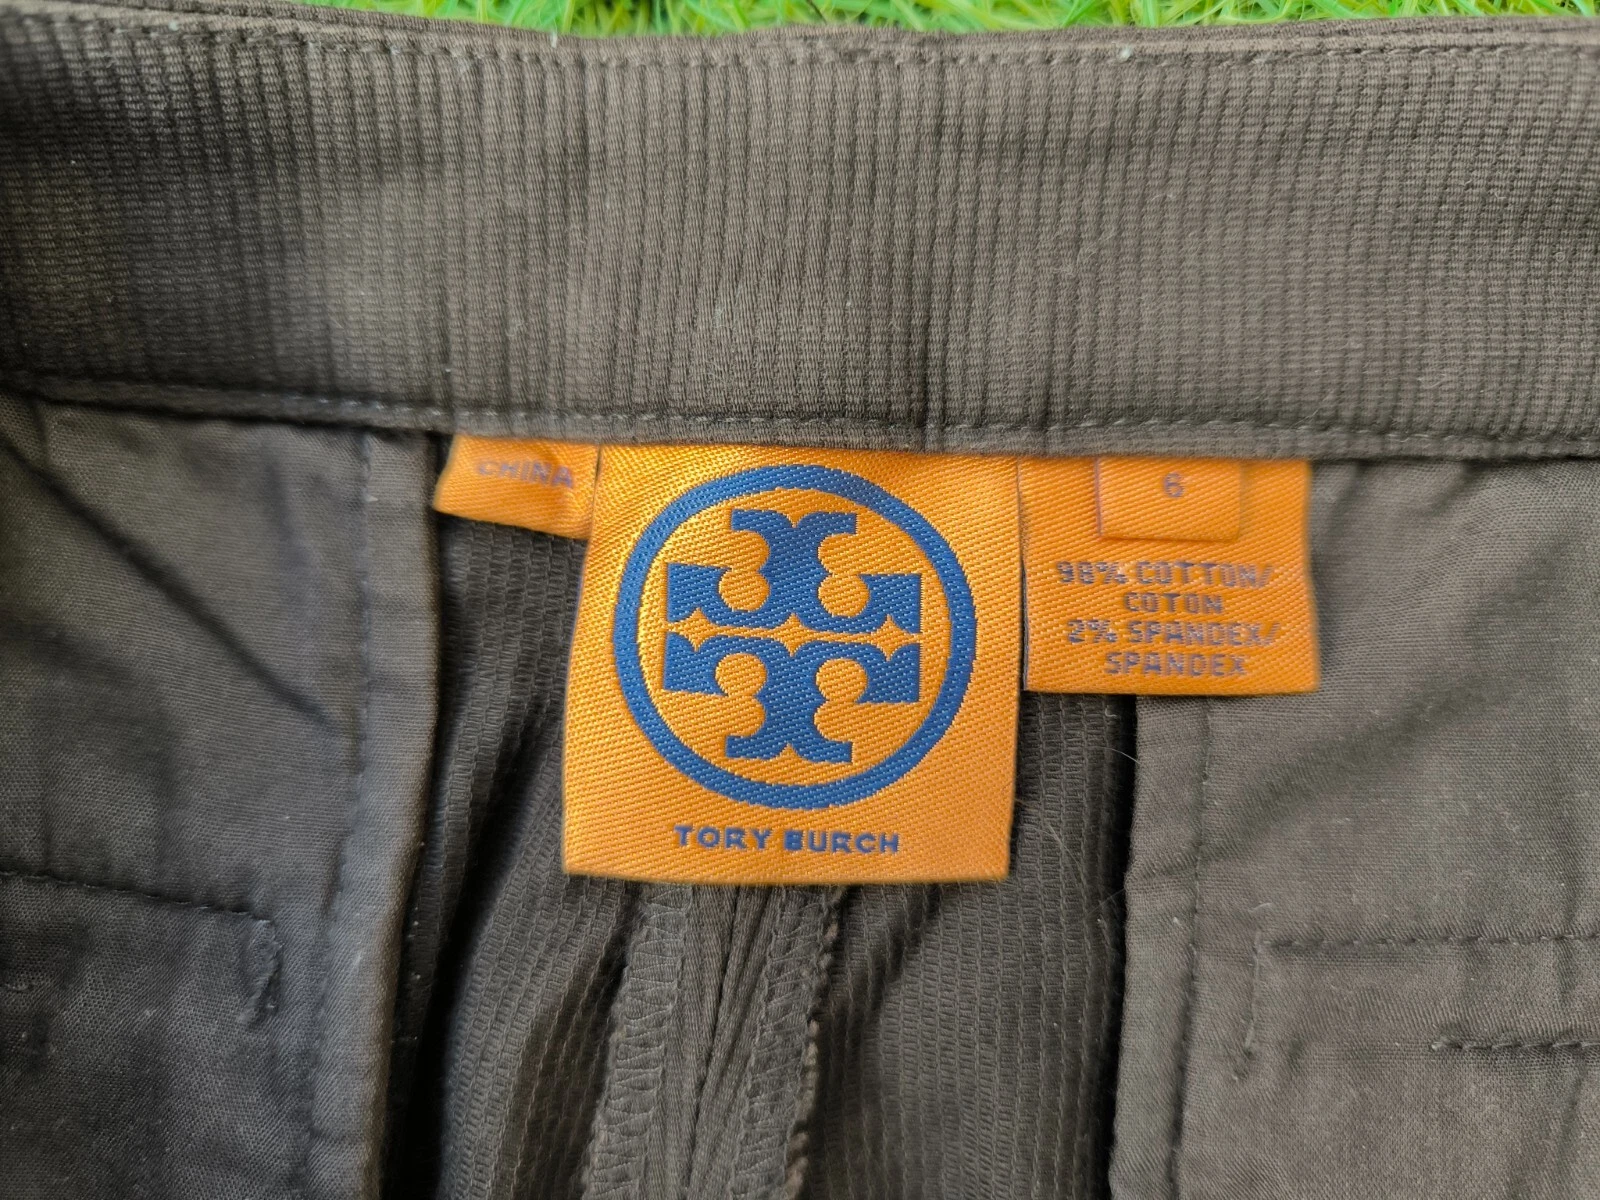 CHINA
TORY BURCH
6
98% COTTON/
COTON
2% SPANDEX/
SPANDEX